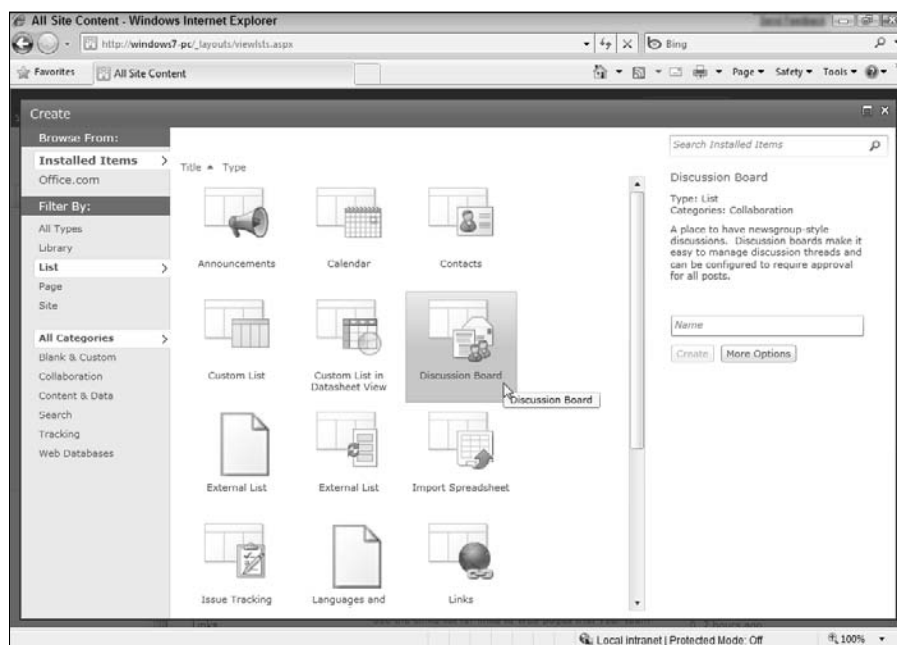 All Site Content - Windows Internet Explorer
http://windows7-pc/_layouts/viewlsts.aspx
Bing
Favorites
All Site Content
Page
Safety
Tools
Create
Browse From:
Installed Items
Office.com
Filter By:
All Types
Library
List
Page
Site
All Categories
Blank & Custom
Collaboration
Content & Data
Search
Tracking
Web Databases
Title
Type
Announcements
Calendar
Contacts
Custom List
Custom List in
Datasheet View
Discussion Board
Discussion Board
External List
External List
Import Spreadsheet
Issue Tracking
Languages and
Links
Search Installed Items
Discussion Board
Type: List
Categories: Collaboration
A place to have newsgroup-style
discussions. Discussion boards make it
easy to manage discussion threads and
can be configured to require approval
for all posts.
Name
Create
More Options
Links
2 hours ago
Local intranet | Protected Mode: Off
100%